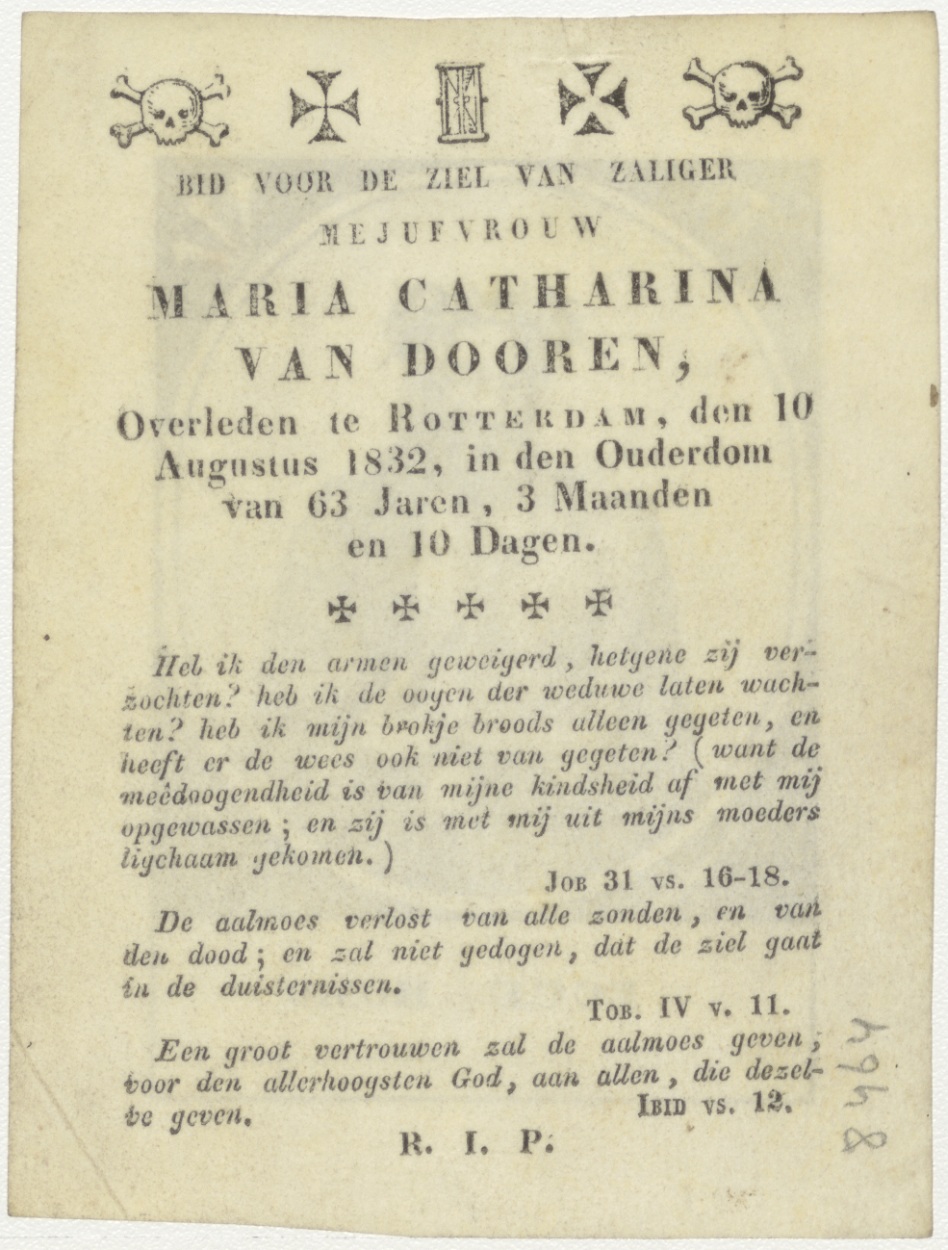 BID VOOR DE ZIEL VAN ZALIGER
MEJUFVROUW
MARIA CATHARINA
VAN DOOREN,
Overleden te ROTTERDAM, den 10
Augustus 1832, in den Ouderdom
van 63 Jaren, 3 Maanden
en 10 Dagen.
Heb ik den armen geweigerd, hetgene zij ver-
zochten? heb ik de oogen der weduwe laten wach-
ten? heb ik mijn brokje broods alleen gegeten, en
heeft er de wees ook niet van gegeten? (want de
meêdoogendheid is van mijne kindsheid af met mij
opgewassen; en zij is met mij uit mijns moeders
ligchaam gekomen.)
JOB 31 vs. 16-18.
De aalmoes verlost van alle zonden, en van
den dood; en zal niet gedogen, dat de ziel gaat
in de duisternissen.
TOB. IV v. 11.
Een groot vertrouwen zal de aalmoes geven,
voor den allerhoogsten God, aan allen, die dezel-
ve geven.
IBID vs. 12.
R. I. P.
8464